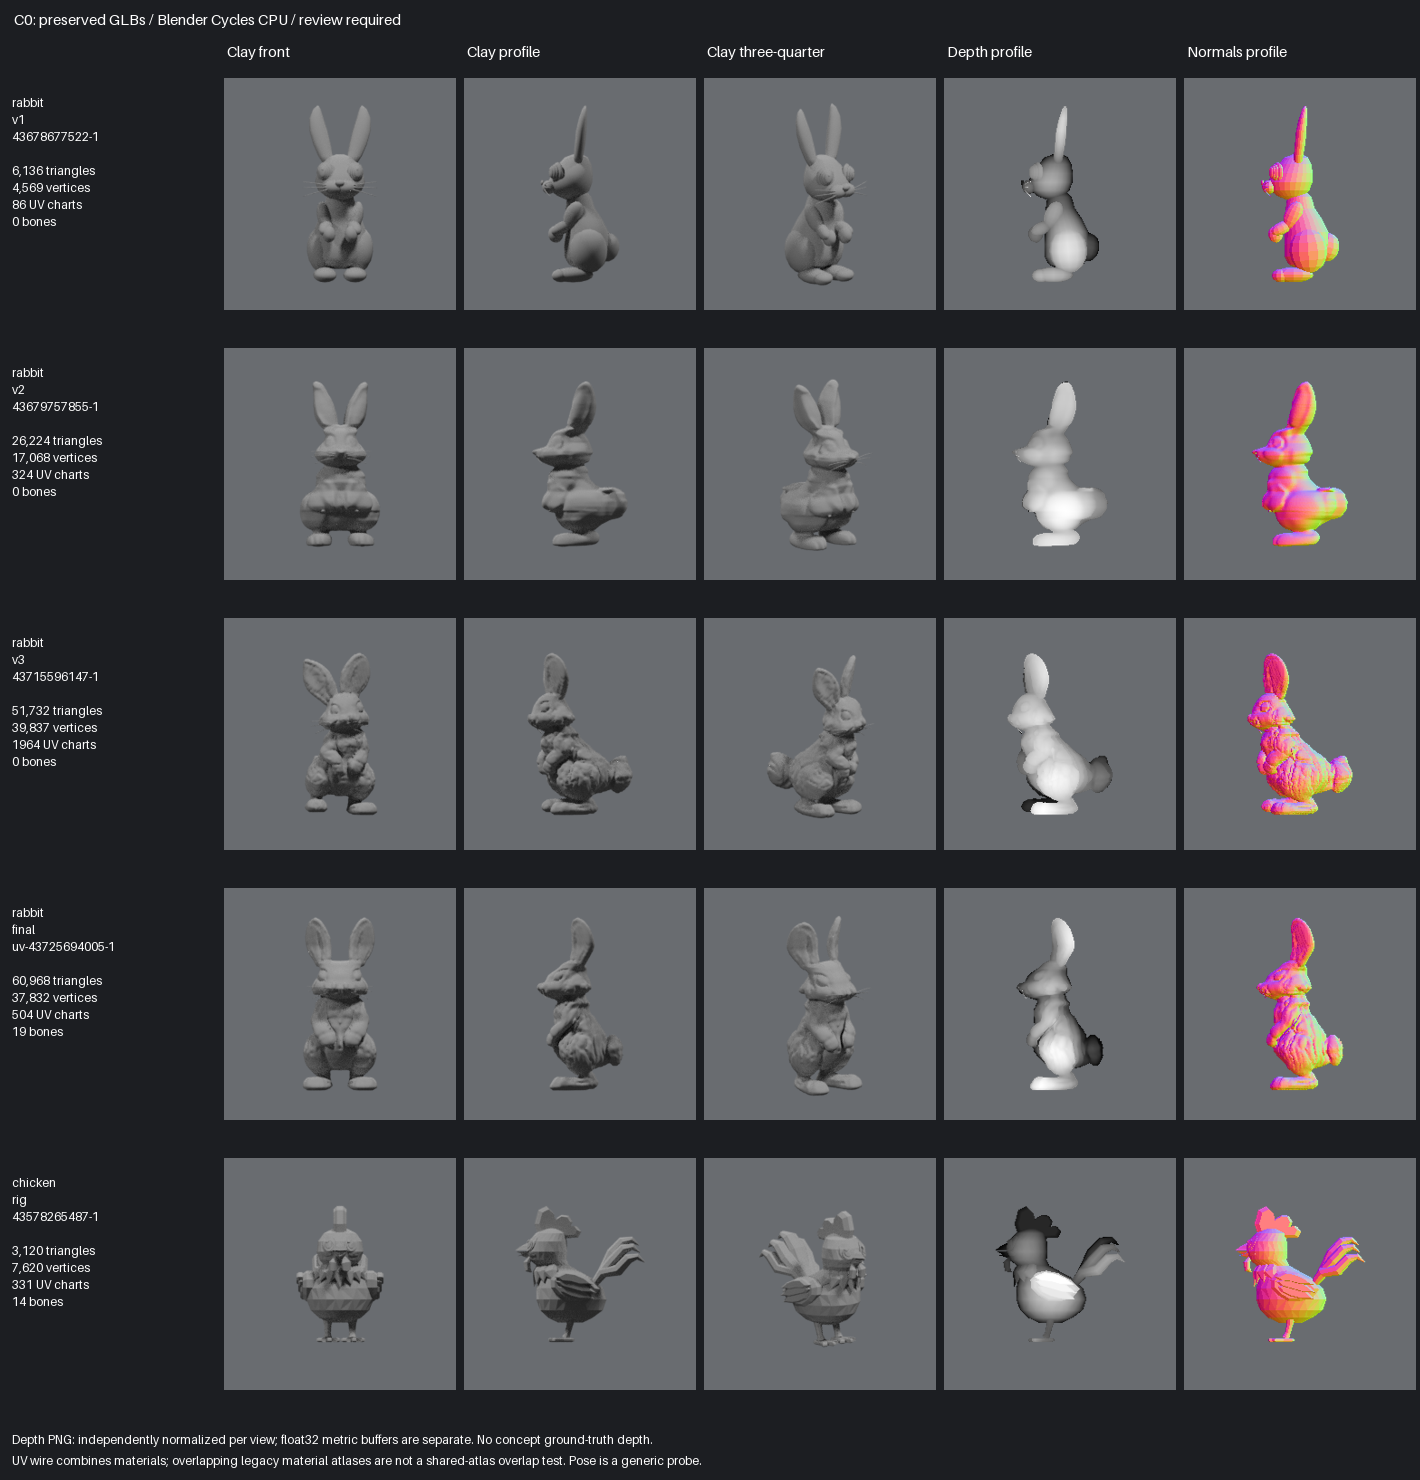 C0: preserved GLBs / Blender Cycles CPU / review required
Clay front
Clay profile
Clay three-quarter
Depth profile
Normals profile
rabbit
v1
43678677522-1
6,136 triangles
4,569 vertices
86 UV charts
0 bones
rabbit
v2
43679757855-1
26,224 triangles
17,068 vertices
324 UV charts
0 bones
rabbit
v3
43715596147-1
51,732 triangles
39,837 vertices
1964 UV charts
0 bones
rabbit
final
uv-43725694005-1
60,968 triangles
37,832 vertices
504 UV charts
19 bones
chicken
rig
43578265487-1
3,120 triangles
7,620 vertices
331 UV charts
14 bones
Depth PNG: independently normalized per view; float32 metric buffers are separate. No concept ground-truth depth.
UV wire combines materials; overlapping legacy material atlases are not a shared-atlas overlap test. Pose is a generic probe.